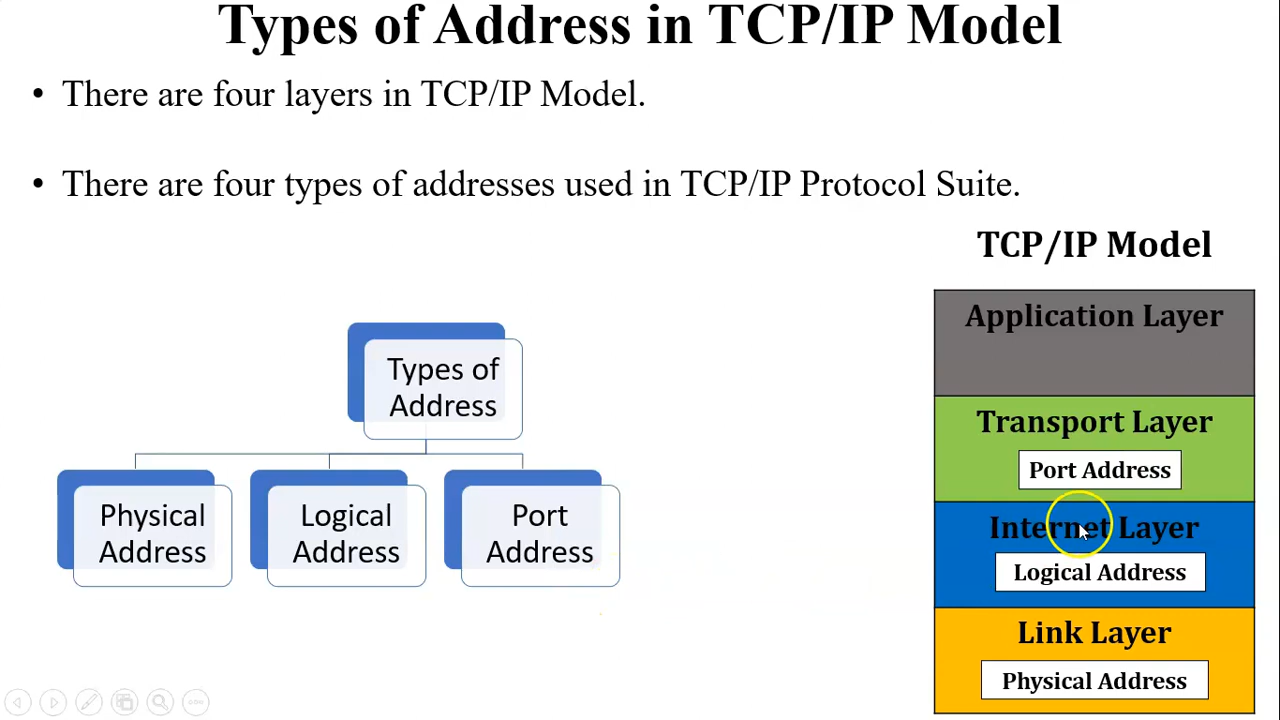 Types of Address in TCP/IP Model
• There are four layers in TCP/IP Model.
• There are four types of addresses used in TCP/IP Protocol Suite.
TCP/IP Model
Types of
Address
Physical
Address
Logical
Address
Port
Address
Application Layer
Transport Layer
Port Address
Internet Layer
Logical Address
Link Layer
Physical Address